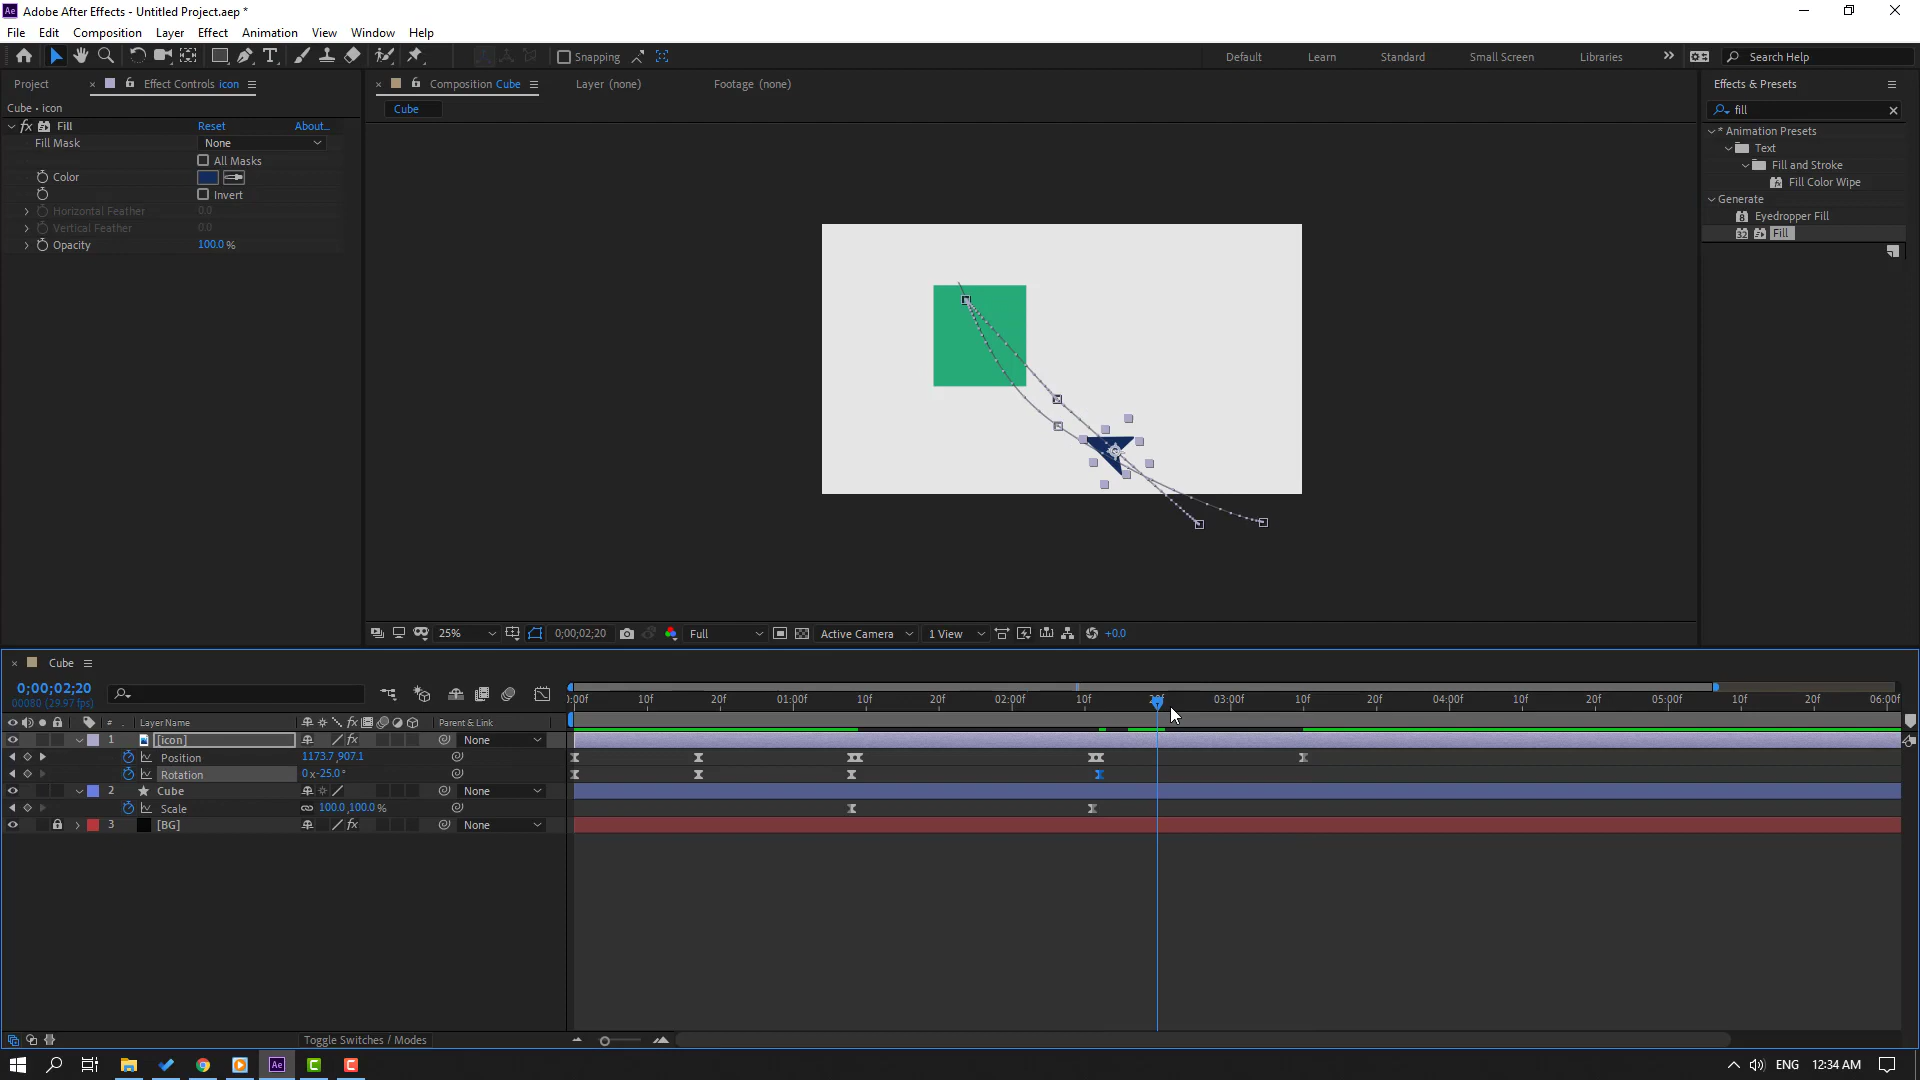 Adobe After Effects - Untitled Project.aep *
File Edit Composition Layer Effect Animation View Window Help
Snapping Default Learn Standard Small Screen Libraries Search Help
Project Effect Controls icon
Composition Cube Layer (none) Footage (none)
Effects & Presets
Cube • icon
Cube
fill
fx Fill Reset About...
Fill Mask None
All Masks
Color
Invert
Horizontal Feather 0.0
Vertical Feather 0.0
Opacity 100.0 %
* Animation Presets
Text
Fill and Stroke
Fill Color Wipe
Generate
Eyedropper Fill
Fill
25% 0;00;02;20 Full Active Camera 1 View +0.0
Cube
0;00;02;20
00080 (29.97 fps)
:00f 10f 20f 01:00f 10f 20f 02:00f 10f 20f 03:00f 10f 20f 04:00f 10f 20f 05:00f 10f 20f 06:00f
# Layer Name Parent & Link
1 [icon] None
Position 1173.7,907.1
Rotation 0x-25.0°
2 Cube None
Scale 100.0,100.0 %
3 [BG] None
Toggle Switches / Modes
Ae ENG 12:34 AM